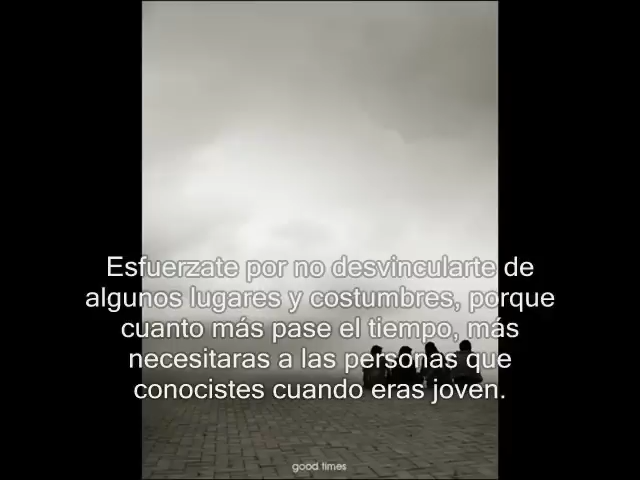 Esfuerzate por no desvincularte de
algunos lugares y costumbres, porque
cuanto más pase el tiempo, más
necesitaras a las personas que
conocistes cuando eras joven.
good times